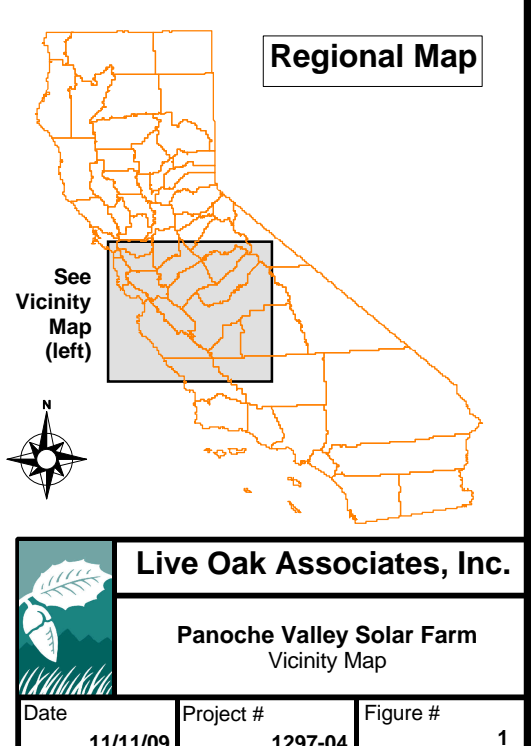 Regional Map
See
Vicinity
Map
(left)
N
Live Oak Associates, Inc.
Panoche Valley Solar Farm
Vicinity Map
Date
Project #
Figure #
11/11/09
1297-04
1